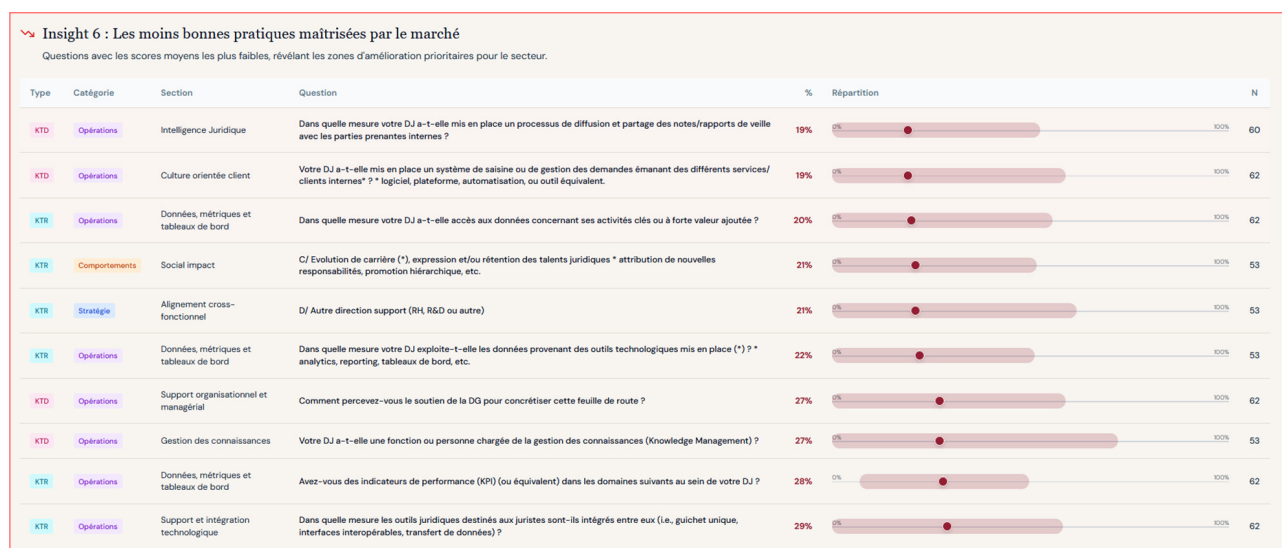 Insight 6 : Les moins bonnes pratiques maîtrisées par le marché
Questions avec les scores moyens les plus faibles, révélant les zones d'amélioration prioritaires pour le secteur.
Type Catégorie Section Question % Répartition N
KTD Opérations Intelligence Juridique Dans quelle mesure votre DJ a-t-elle mis en place un processus de diffusion et partage des notes/rapports de veille
avec les parties prenantes internes ? 19% 0% 100% 60
KTD Opérations Culture orientée client Votre DJ a-t-elle mis en place un système de saisine ou de gestion des demandes émanant des différents services/
clients internes* ? * logiciel, plateforme, automatisation, ou outil équivalent. 19% 0% 100% 62
KTR Opérations Données, métriques et
tableaux de bord Dans quelle mesure votre DJ a-t-elle accès aux données concernant ses activités clés ou à forte valeur ajoutée ? 20% 0% 100% 62
KTR Comportements Social impact C/ Evolution de carrière (*), expression et/ou rétention des talents juridiques * attribution de nouvelles
responsabilités, promotion hiérarchique, etc. 21% 0% 100% 53
KTR Stratégie Alignement cross-
fonctionnel D/ Autre direction support (RH, R&D ou autre) 21% 0% 100% 53
KTR Opérations Données, métriques et
tableaux de bord Dans quelle mesure votre DJ exploite-t-elle les données provenant des outils technologiques mis en place (*) ? *
analytics, reporting, tableaux de bord, etc. 22% 0% 100% 53
KTD Opérations Support organisationnel et
managérial Comment percevez-vous le soutien de la DG pour concrétiser cette feuille de route ? 27% 0% 100% 62
KTD Opérations Gestion des connaissances Votre DJ a-t-elle une fonction ou personne chargée de la gestion des connaissances (Knowledge Management) ? 27% 0% 100% 53
KTR Opérations Données, métriques et
tableaux de bord Avez-vous des indicateurs de performance (KPI) (ou équivalent) dans les domaines suivants au sein de votre DJ ? 28% 0% 100% 62
KTR Opérations Support et intégration
technologique Dans quelle mesure les outils juridiques destinés aux juristes sont-ils intégrés entre eux (i.e., guichet unique,
interfaces interopérables, transfert de données) ? 29% 0% 100% 62